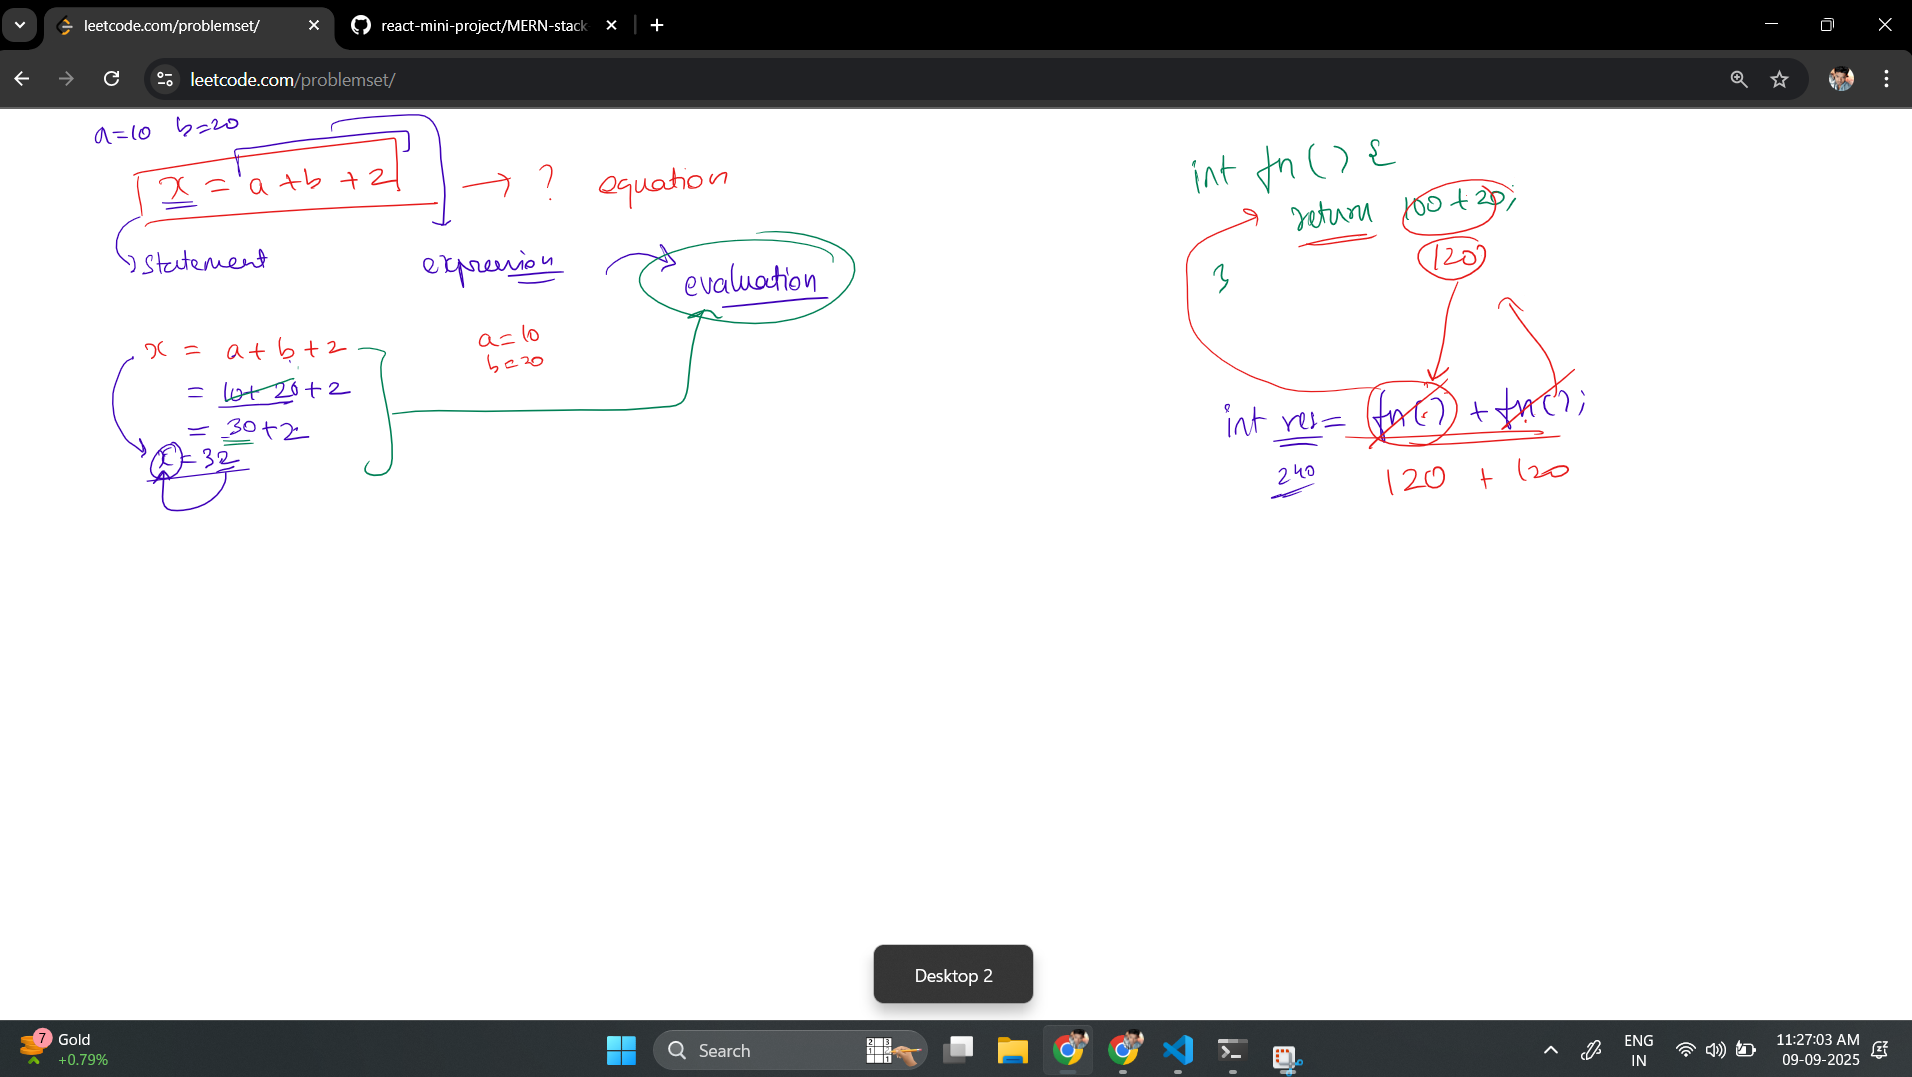 leetcode.com/problemset/
react-mini-project/MERN-stack
leetcode.com/problemset/
a=10 b=20
x = a+b+2 → ? equation
statement
expression
evaluation
x = a+b+2
= 10+20+2
= 30+2
x=32
a=10
b=20
int fn() {
return 100+20;
120
}
int res= fn() + fn();
240
120 + 120
Desktop 2
7
Gold
+0.79%
Search
ENG
IN
11:27:03 AM
09-09-2025